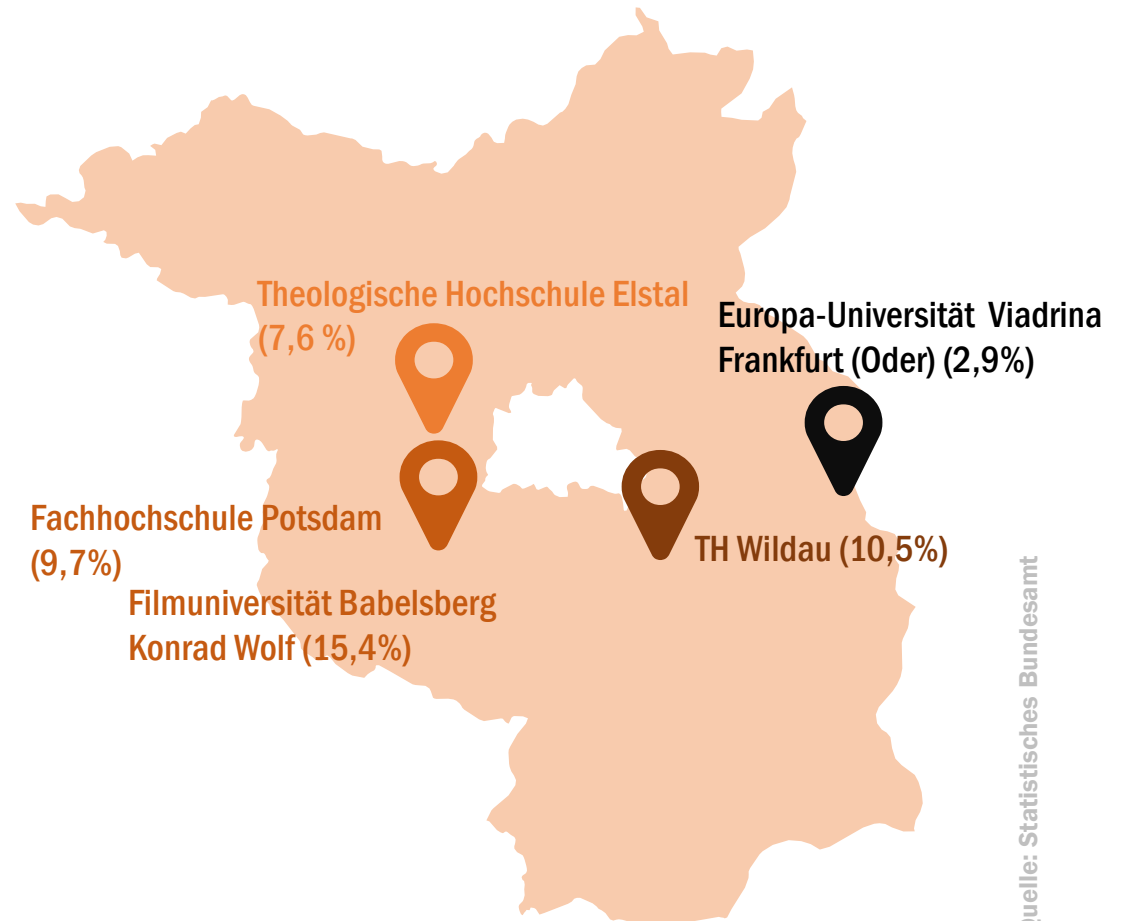 Theologische Hochschule Elstal
(7,6 %)
Europa-Universität Viadrina
Frankfurt (Oder) (2,9%)
Fachhochschule Potsdam
(9,7%)
TH Wildau (10,5%)
Filmuniversität Babelsberg
Konrad Wolf (15,4%)
uelle: Statistisches Bundesamt